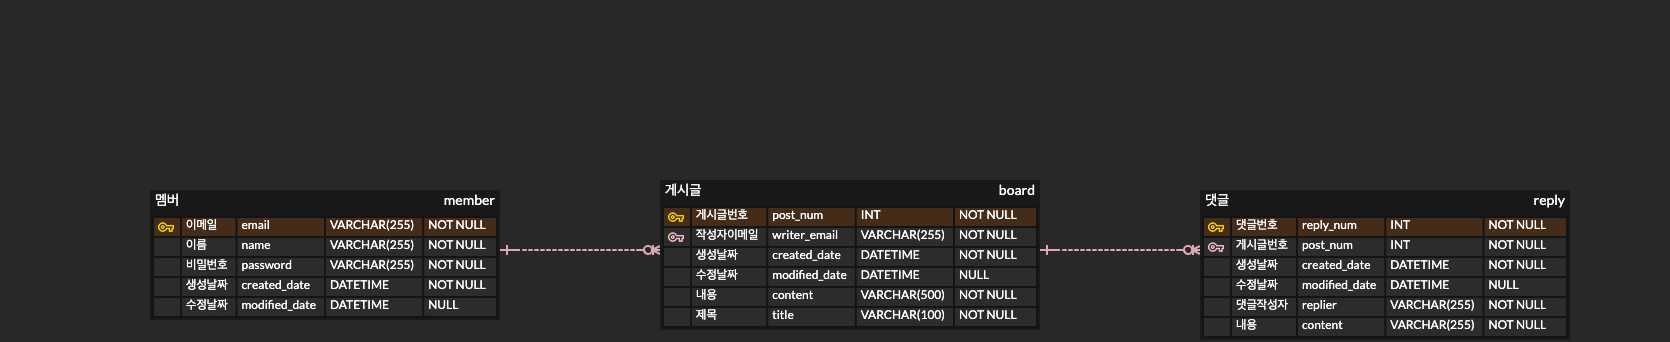 멤버 member
이메일 email VARCHAR(255) NOT NULL
이름 name VARCHAR(255) NOT NULL
비밀번호 password VARCHAR(255) NOT NULL
생성날짜 created_date DATETIME NOT NULL
수정날짜 modified_date DATETIME NULL
게시글 board
게시글번호 post_num INT NOT NULL
작성자이메일 writer_email VARCHAR(255) NOT NULL
생성날짜 created_date DATETIME NOT NULL
수정날짜 modified_date DATETIME NULL
내용 content VARCHAR(500) NOT NULL
제목 title VARCHAR(100) NOT NULL
댓글 reply
댓글번호 reply_num INT NOT NULL
게시글번호 post_num INT NOT NULL
생성날짜 created_date DATETIME NOT NULL
수정날짜 modified_date DATETIME NULL
댓글작성자 replier VARCHAR(255) NOT NULL
내용 content VARCHAR(255) NOT NULL